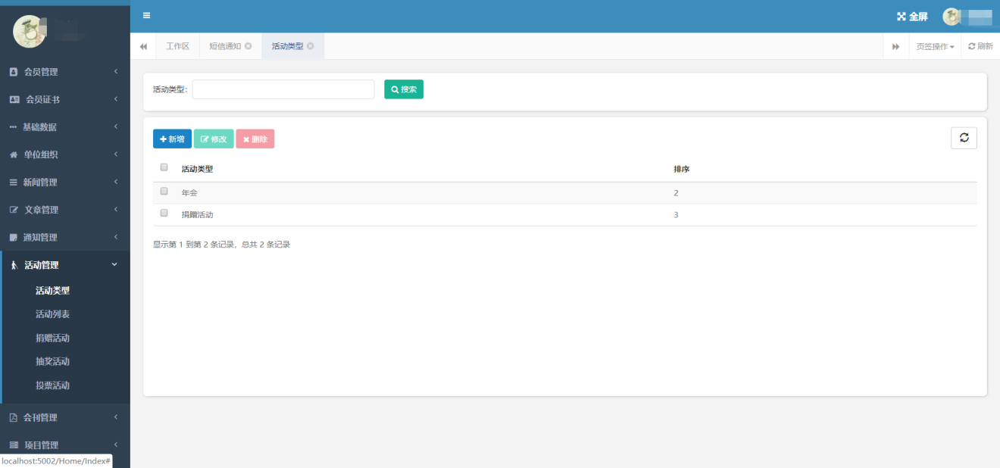 全屏
工作区 短信通知 活动类型 页签操作 刷新
会员管理
会员证书
基础数据
单位组织
新闻管理
文章管理
通知管理
活动管理
活动类型
活动列表
捐赠活动
抽奖活动
投票活动
会刊管理
项目管理
localhost:5002/Home/Index#
活动类型: 搜索
新增 修改 删除
活动类型 排序
年会 2
捐赠活动 3
显示第 1 到第 2 条记录，总共 2 条记录